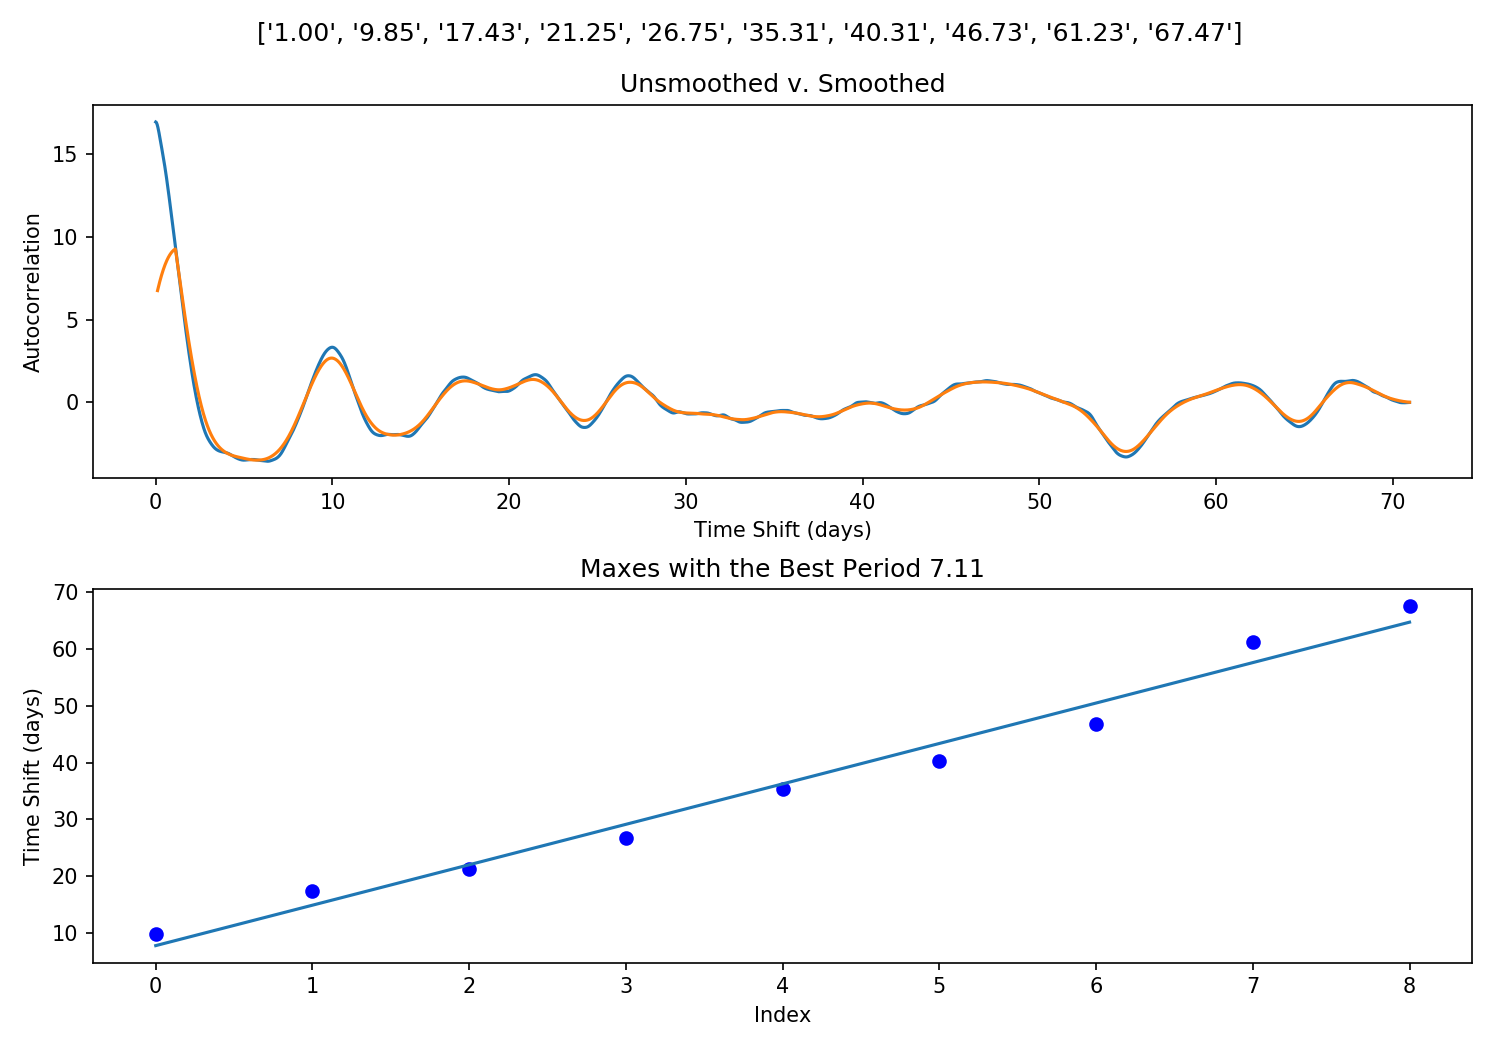 ['1.00', '9.85', '17.43', '21.25', '26.75', '35.31', '40.31', '46.73', '61.23', '67.47']
Unsmoothed v. Smoothed
15
10
5
0
Autocorrelation
0 10 20 30 40 50 60 70
Time Shift (days)
Maxes with the Best Period 7.11
70
60
50
40
30
20
10
Time Shift (days)
0 1 2 3 4 5 6 7 8
Index